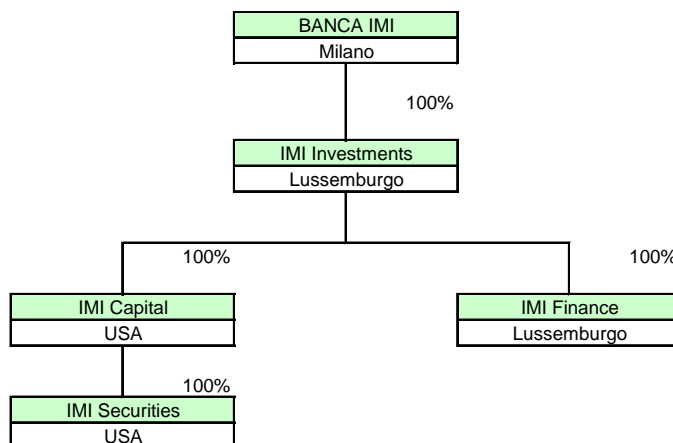 BANCA IMI
Milano
100%
IMI Investments
Lussemburgo
100%
100%
IMI Capital
USA
IMI Finance
Lussemburgo
100%
IMI Securities
USA